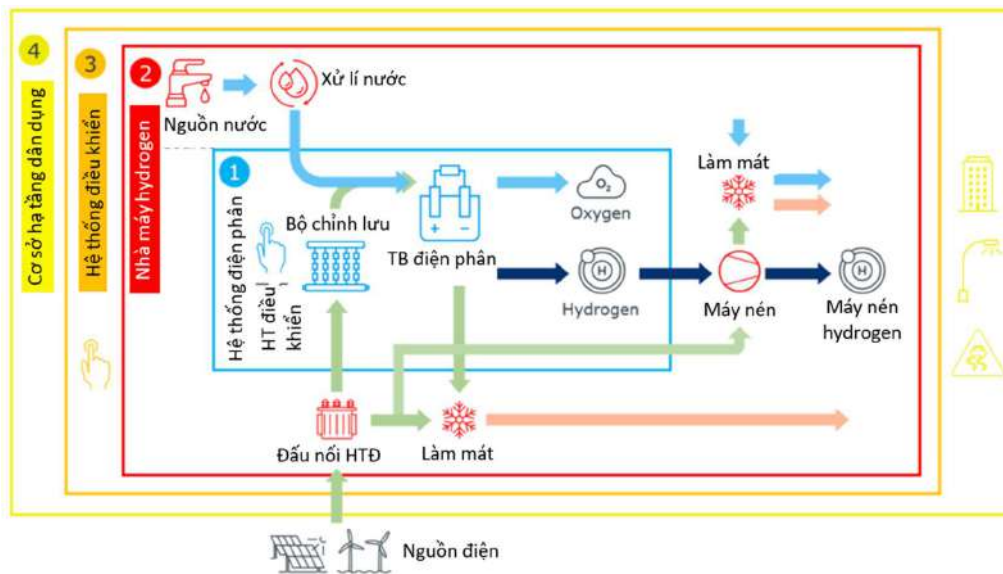 4
Cơ sở hạ tầng dân dụng
3
Hệ thống điều khiển
2
Nhà máy hydrogen
Nguồn nước
Xử lí nước
1
Hệ thống điện phân
HT điều
khiển
Bộ chỉnh lưu
+
TB điện phân
O₂
Oxygen
H
Hydrogen
Làm mát
Máy nén
H
Máy nén
hydrogen
Đấu nối HTĐ
Làm mát
Nguồn điện